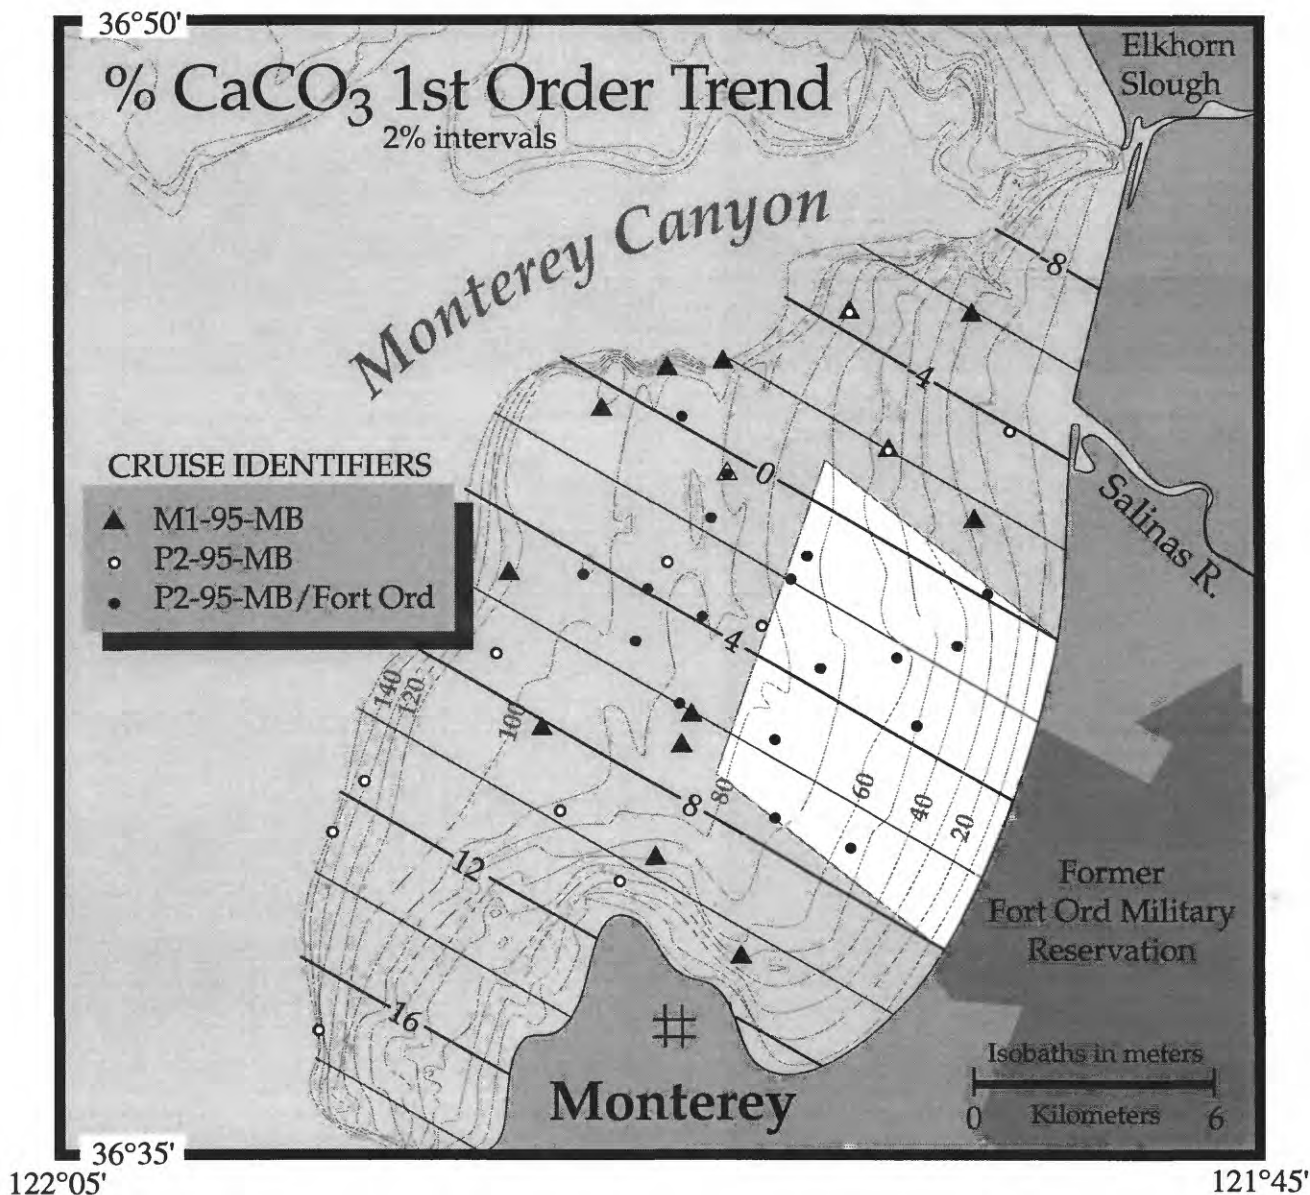 36°50'
% CaCO3 1st Order Trend
2% intervals
Elkhorn
Slough
Monterey Canyon
8
4
0
CRUISE IDENTIFIERS
M1-95-MB
P2-95-MB
P2-95-MB/Fort Ord
Salinas R.
4
140
120
100
80
60
40
20
8
12
16
Former
Fort Ord Military
Reservation
Monterey
Isobaths in meters
0 Kilometers 6
36°35'
122°05'
121°45'